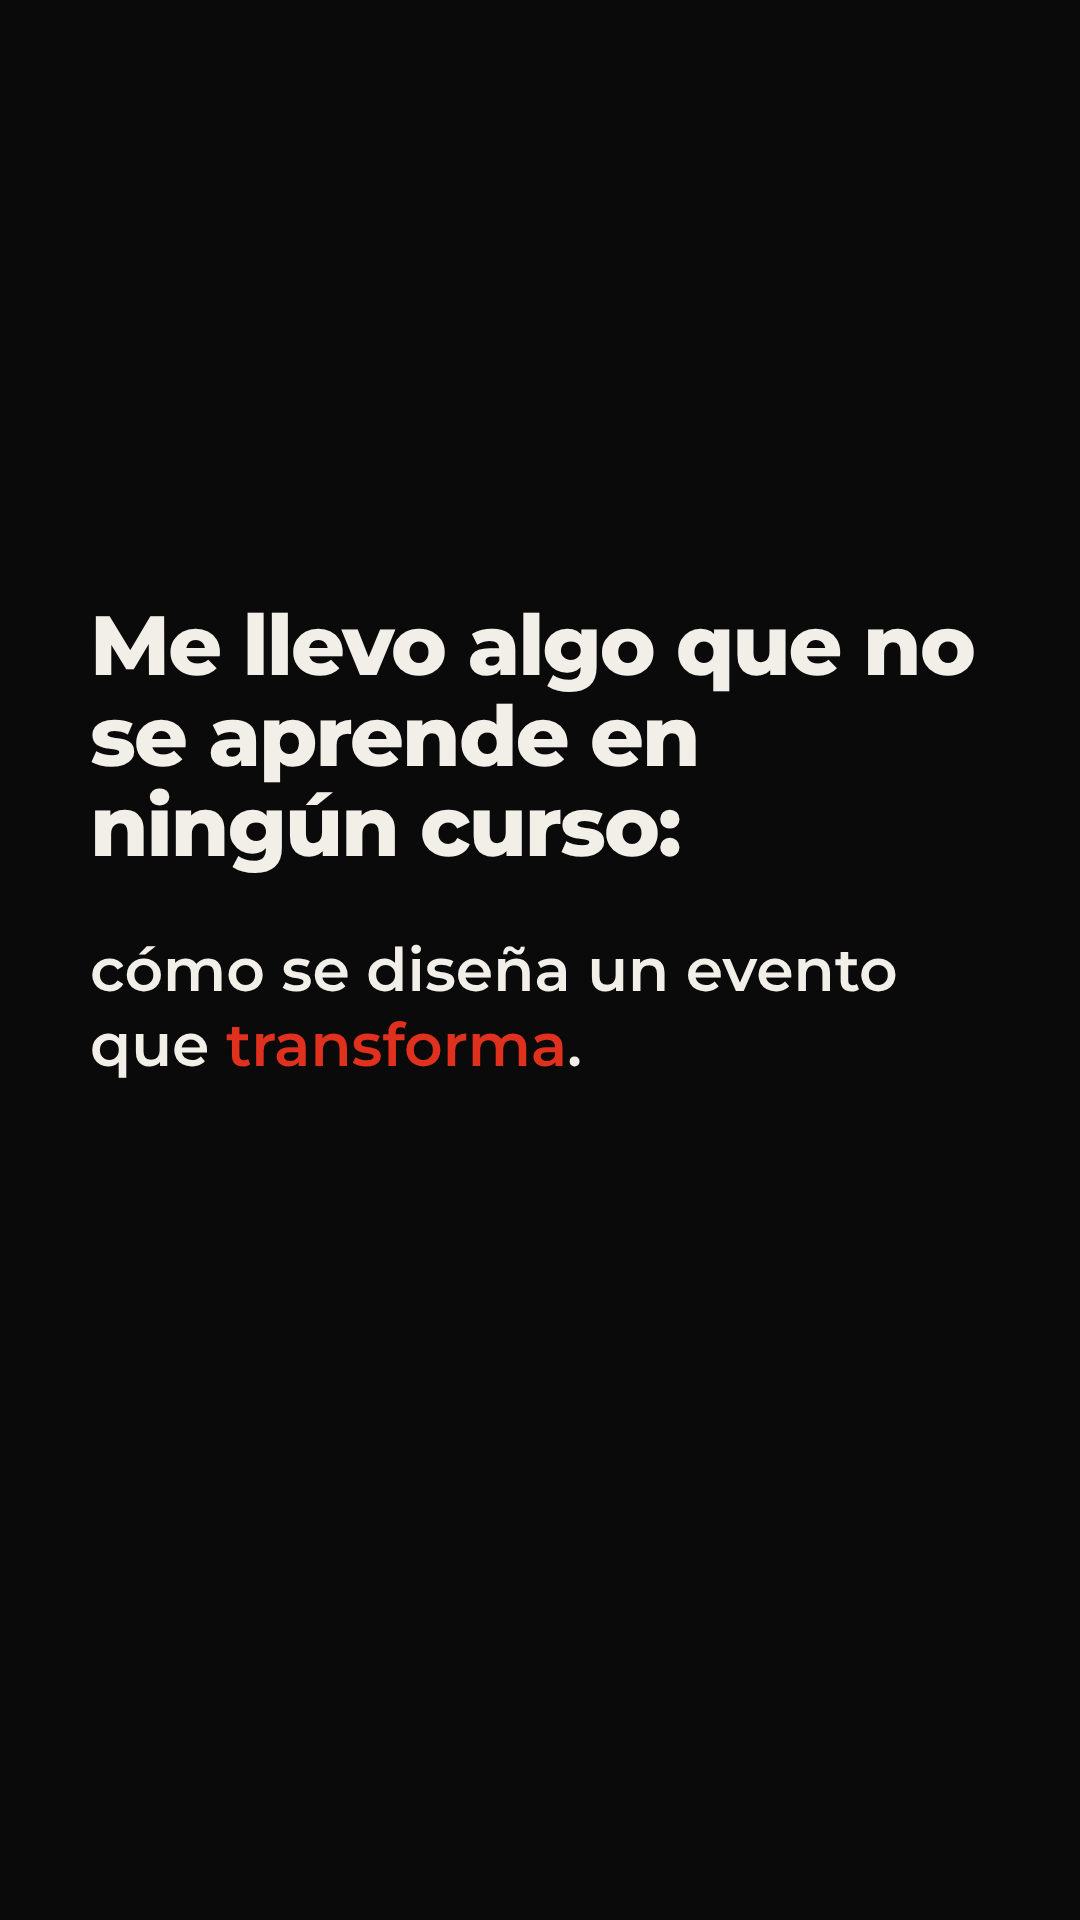 Me llevo algo que no
se aprende en
ningún curso:
cómo se diseña un evento
que transforma.